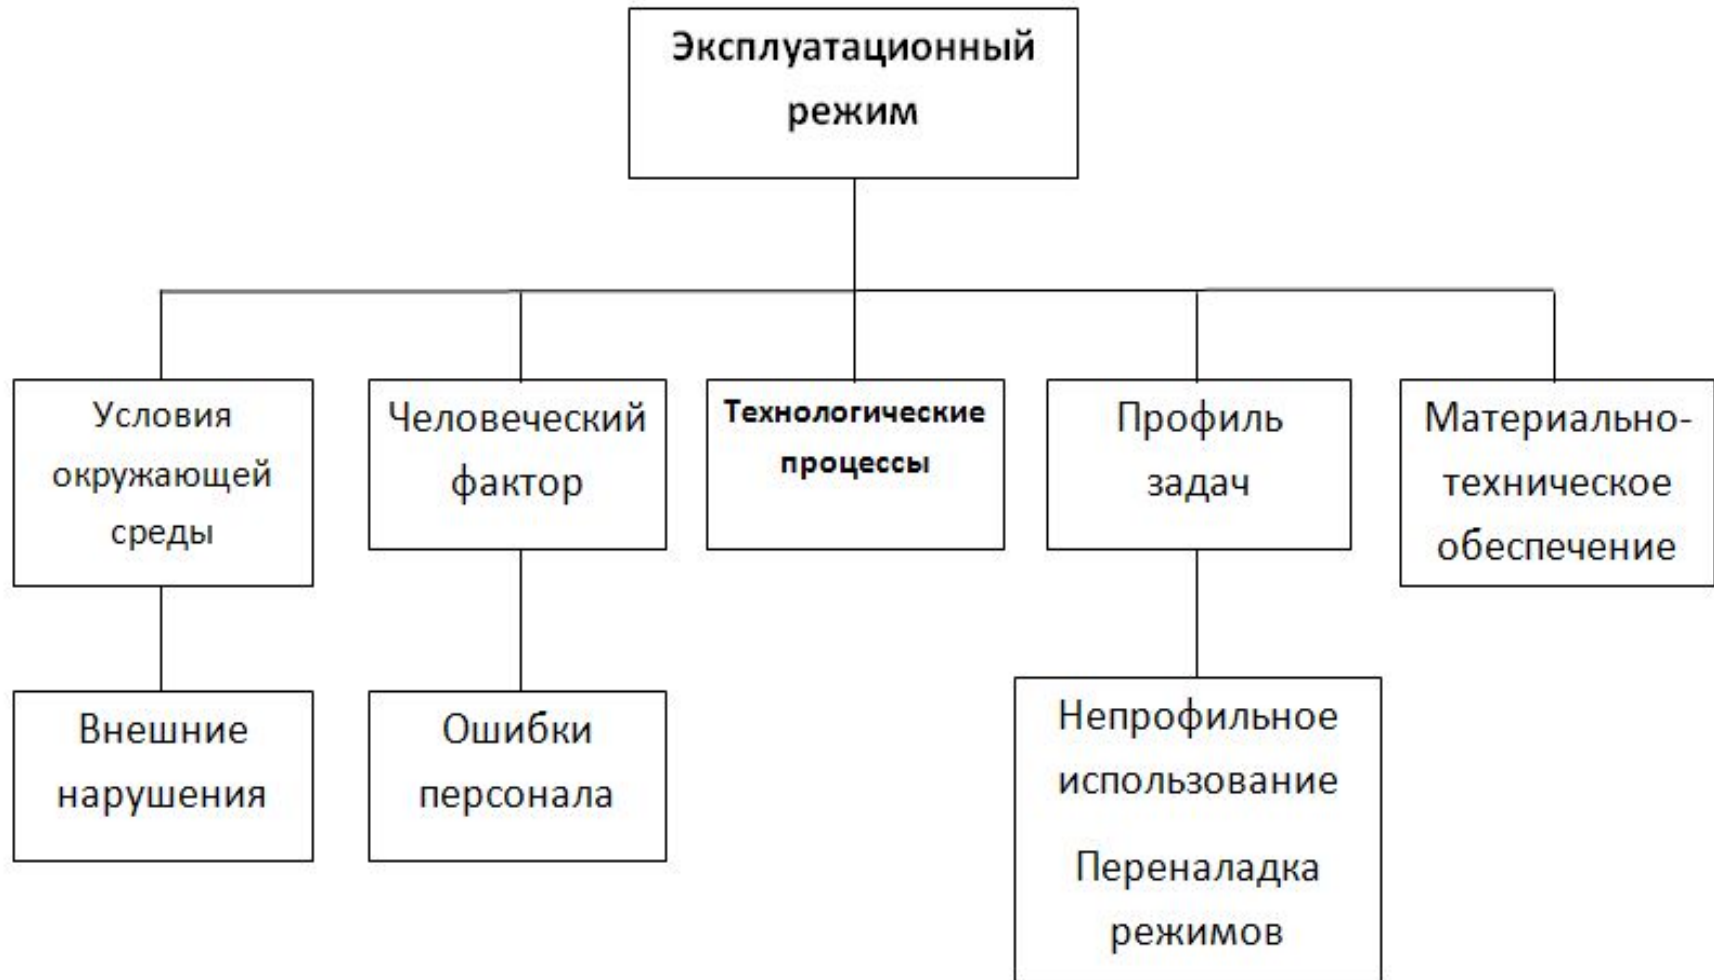 Эксплуатационный
режим
Условия
окружающей
среды
Человеческий
фактор
Технологические
процессы
Профиль
задач
Материально-
техническое
обеспечение
Внешние
нарушения
Ошибки
персонала
Непрофильное
использование
Переналадка
режимов